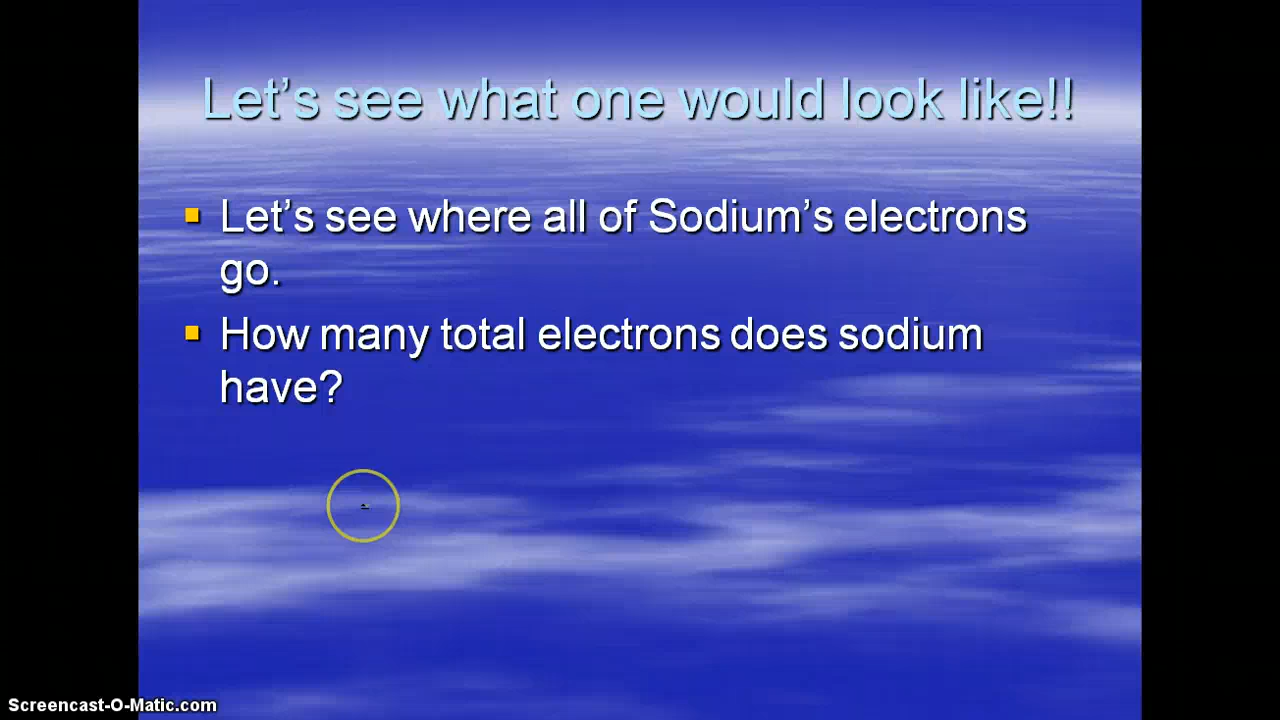 Let's see what one would look like!!
Let's see where all of Sodium's electrons
go.
How many total electrons does sodium
have?
Screencast-O-Matic.com